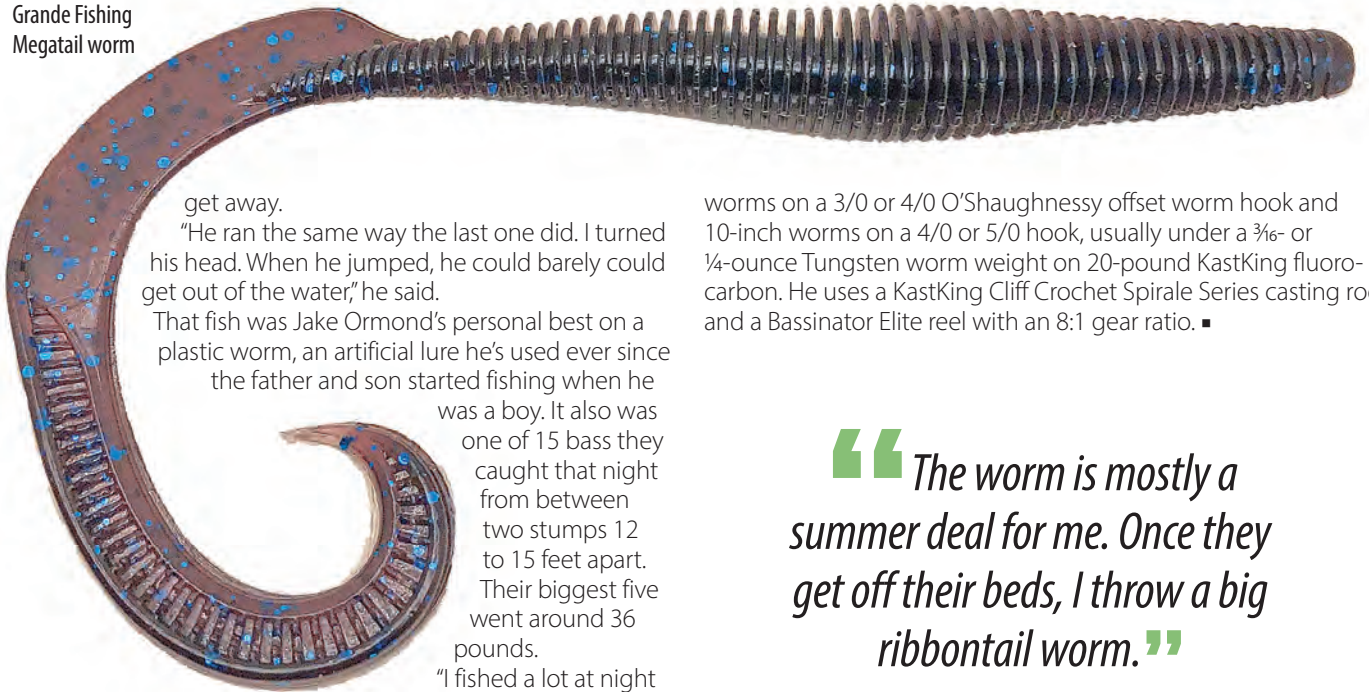 Grande Fishing
Megatail worm
get away.
“He ran the same way the last one did. I turned
his head. When he jumped, he could barely could
get out of the water,” he said.
That fish was Jake Ormond’s personal best on a
plastic worm, an artificial lure he’s used ever since
the father and son started fishing when he
was a boy. It also was
one of 15 bass they
caught that night
from between
two stumps 12
to 15 feet apart.
Their biggest five
went around 36
pounds.
“I fished a lot at night
worms on a 3/0 or 4/0 O’Shaughnessy offset worm hook and
10-inch worms on a 4/0 or 5/0 hook, usually under a 3⁄16- or
¼-ounce Tungsten worm weight on 20-pound KastKing fluoro-
carbon. He uses a KastKing Cliff Crochet Spirale Series casting
and a Bassinator Elite reel with an 8:1 gear ratio. ■
“The worm is mostly a
summer deal for me. Once they
get off their beds, I throw a big
ribbontail worm.”